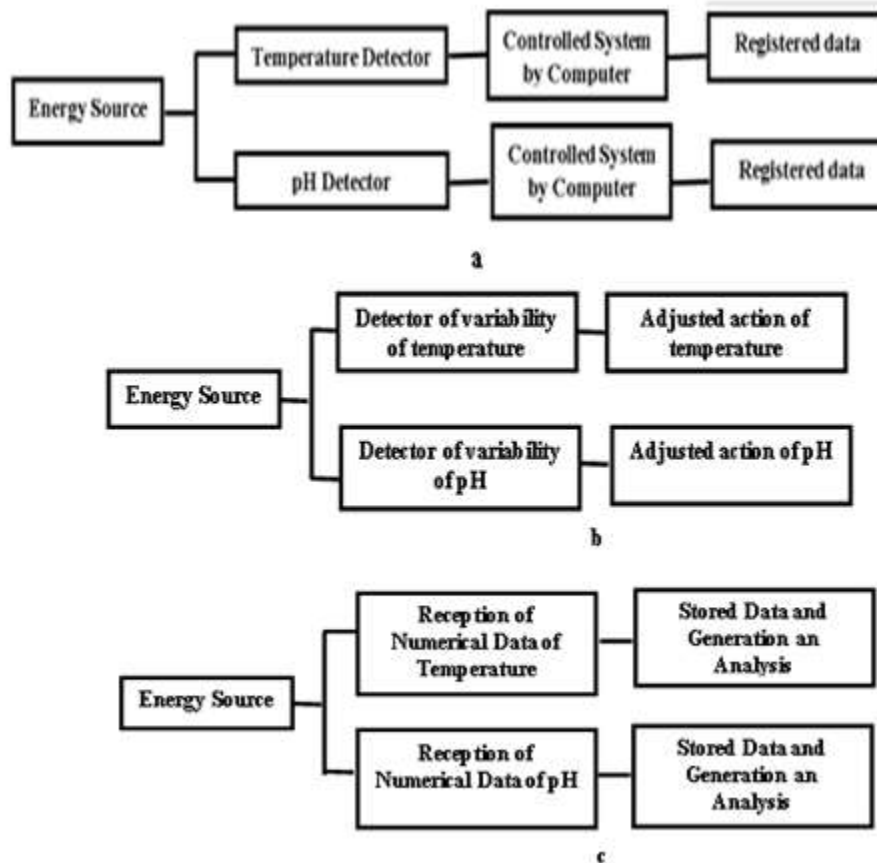 Temperature Detector
Controlled System
by Computer
Registered data
Energy Source
pH Detector
Controlled System
by Computer
Registered data
a
Detector of variability
of temperature
Adjusted action of
temperature
Energy Source
Detector of variability
of pH
Adjusted action of pH
b
Reception of
Numerical Data of
Temperature
Stored Data and
Generation an
Analysis
Energy Source
Reception of
Numerical Data of pH
Stored Data and
Generation an
Analysis
c